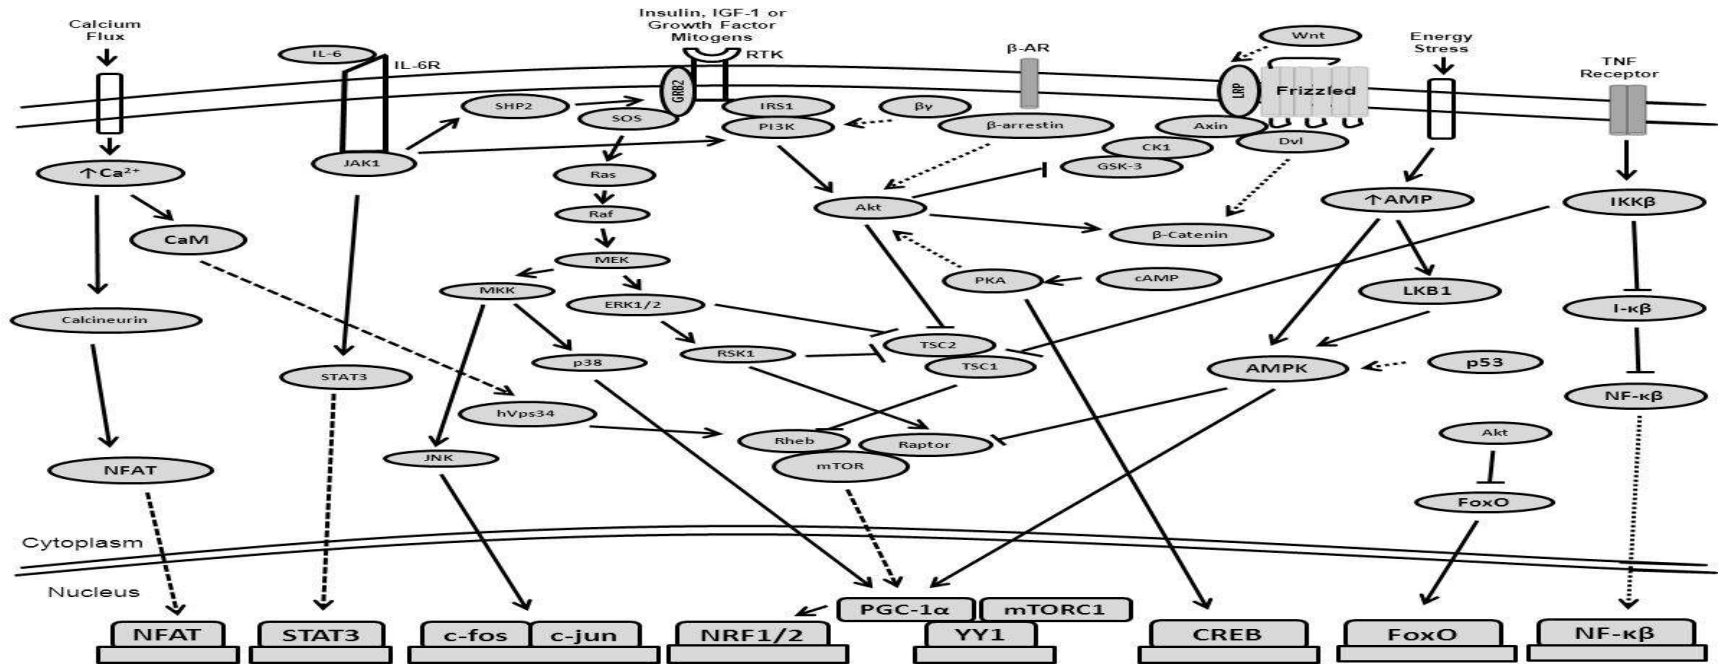 Calcium
Flux
IL-6
IL-6R
Insulin, IGF-1 or
Growth Factor
Mitogens
RTK
β-AR
Wnt
Energy
Stress
TNF
Receptor
GRB2
SHP2
SOS
IRS1
PI3K
βγ
β-arrestin
LRP
Frizzled
Axin
CK1
GSK-3
Dvl
↑Ca²⁺
JAK1
Ras
Akt
↑AMP
IKKβ
CaM
Raf
β-Catenin
MEK
PKA
cAMP
MKK
ERK1/2
LKB1
I-κβ
Calcineurin
RSK1
TSC2
TSC1
p38
AMPK
p53
STAT3
NF-κβ
hVps34
Rheb
Raptor
mTOR
Akt
JNK
NFAT
FoxO
Cytoplasm
Nucleus
PGC-1α
mTORC1
NFAT
STAT3
c-fos
c-jun
NRF1/2
YY1
CREB
FoxO
NF-κβ